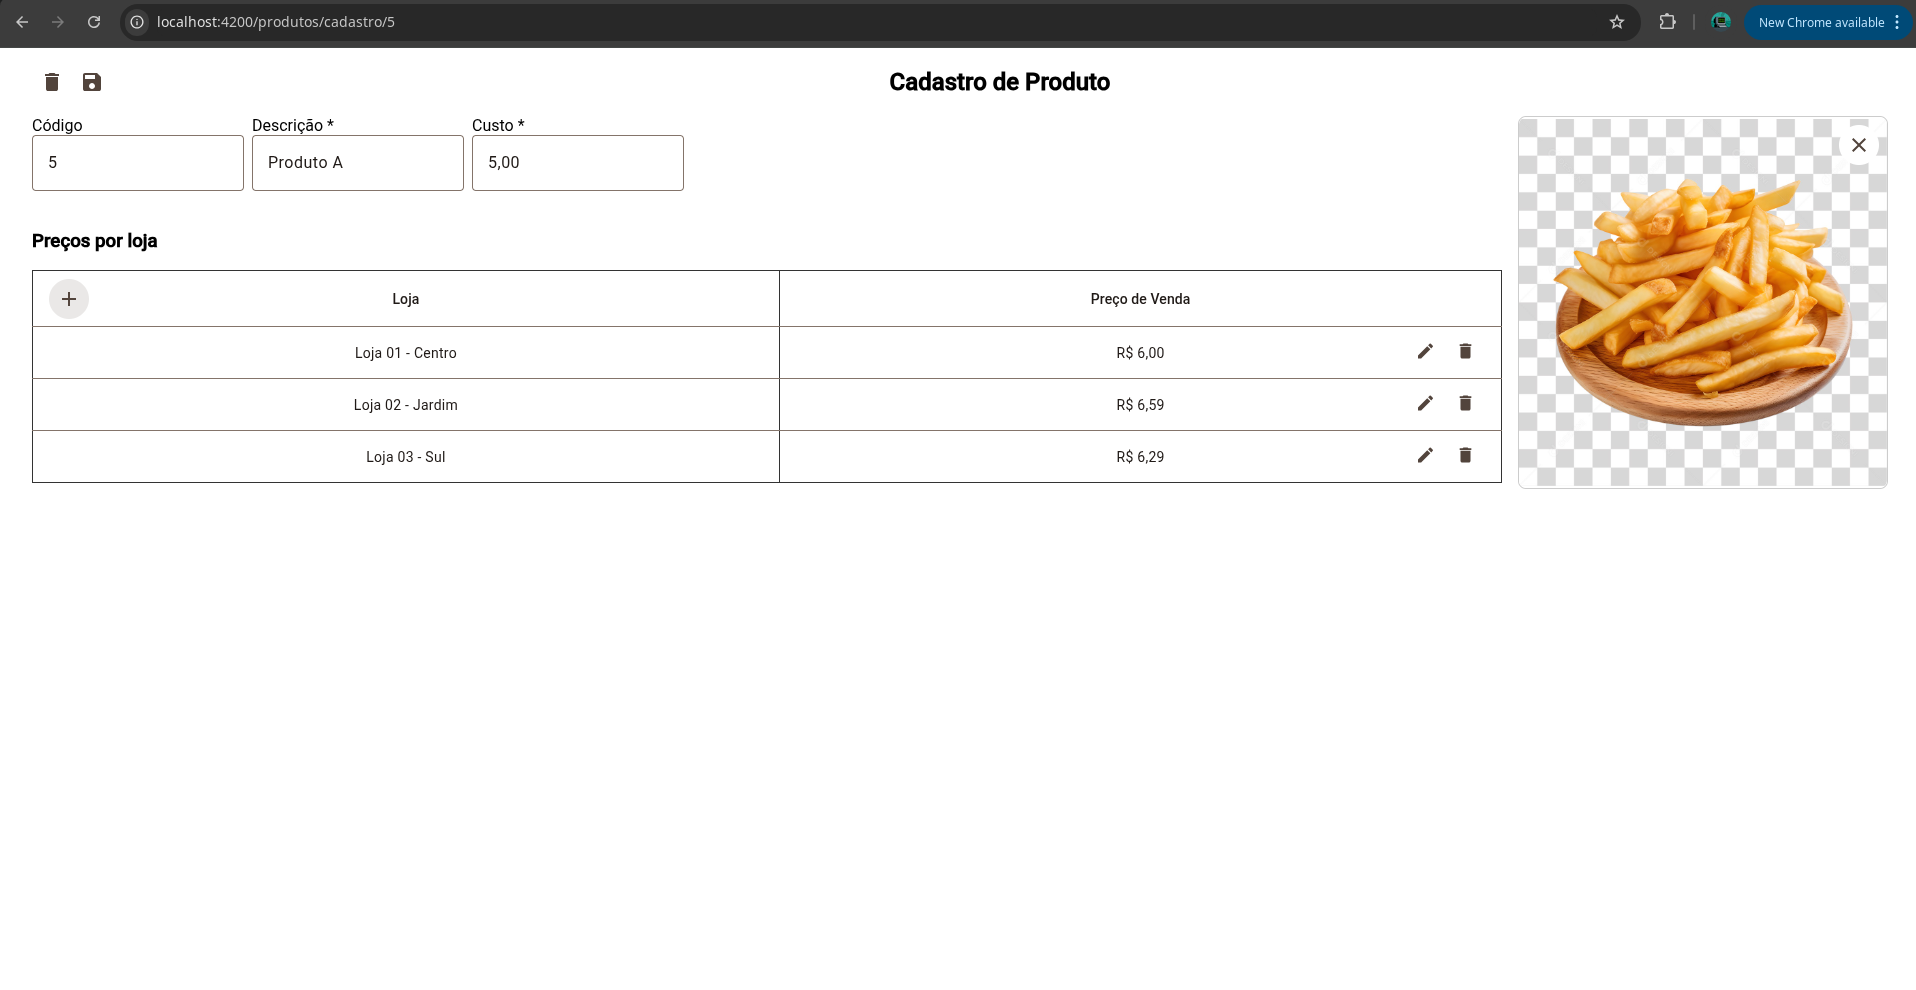 localhost:4200/produtos/cadastro/5
New Chrome available
Cadastro de Produto
Código
Descrição *
Custo *
5
Produto A
5,00
Preços por loja
Loja
Preço de Venda
Loja 01 - Centro
R$ 6,00
Loja 02 - Jardim
R$ 6,59
Loja 03 - Sul
R$ 6,29